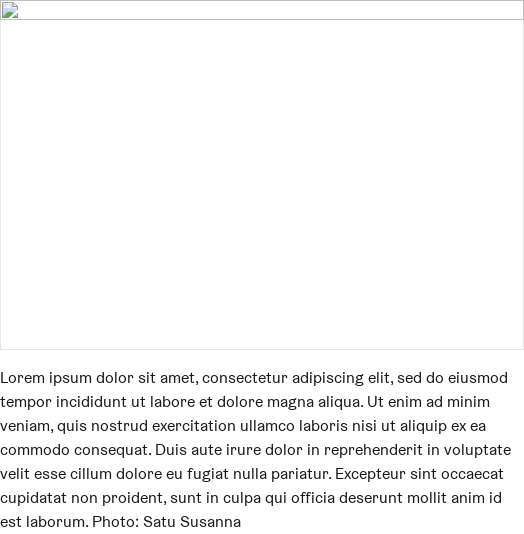 Lorem ipsum dolor sit amet, consectetur adipiscing elit, sed do eiusmod
tempor incididunt ut labore et dolore magna aliqua. Ut enim ad minim
veniam, quis nostrud exercitation ullamco laboris nisi ut aliquip ex ea
commodo consequat. Duis aute irure dolor in reprehenderit in voluptate
velit esse cillum dolore eu fugiat nulla pariatur. Excepteur sint occaecat
cupidatat non proident, sunt in culpa qui officia deserunt mollit anim id
est laborum. Photo: Satu Susanna